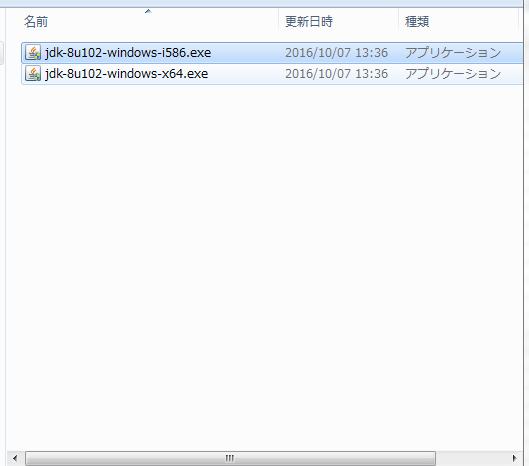 名前 更新日時 種類
jdk-8u102-windows-i586.exe 2016/10/07 13:36 アプリケーション
jdk-8u102-windows-x64.exe 2016/10/07 13:36 アプリケーション